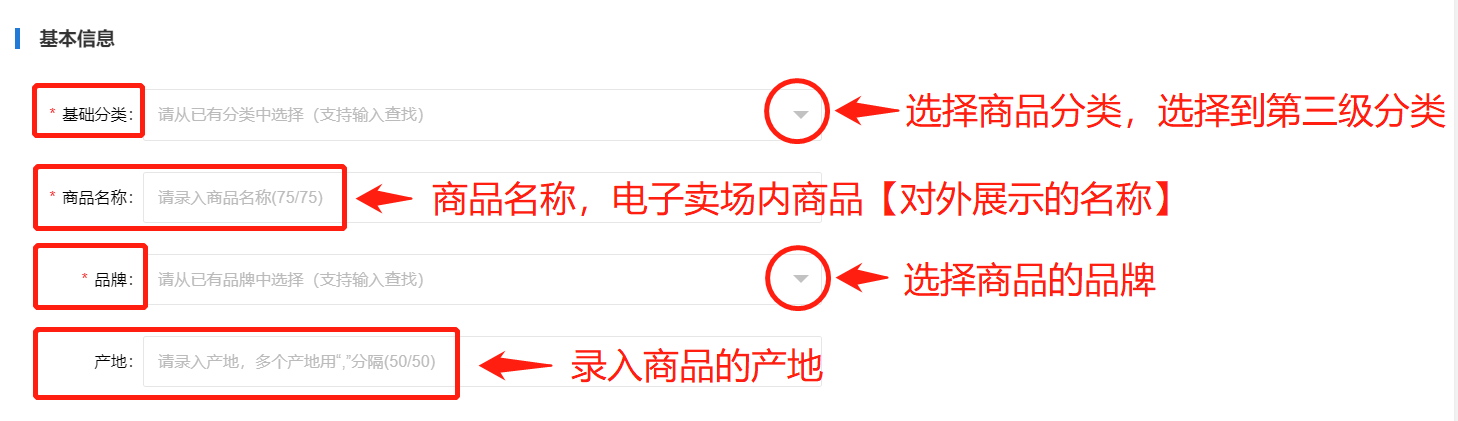 基本信息
* 基础分类: 请从已有分类中选择（支持输入查找） 选择商品分类，选择到第三级分类
* 商品名称: 请录入商品名称(75/75) 商品名称，电子卖场内商品【对外展示的名称】
* 品牌: 请从已有品牌中选择（支持输入查找） 选择商品的品牌
产地: 请录入产地，多个产地用“,”分隔(50/50) 录入商品的产地